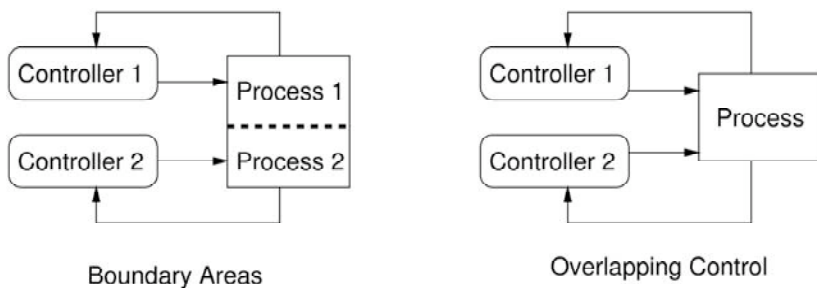 Controller 1
Process 1
Controller 2
Process 2
Boundary Areas
Controller 1
Process
Controller 2
Overlapping Control